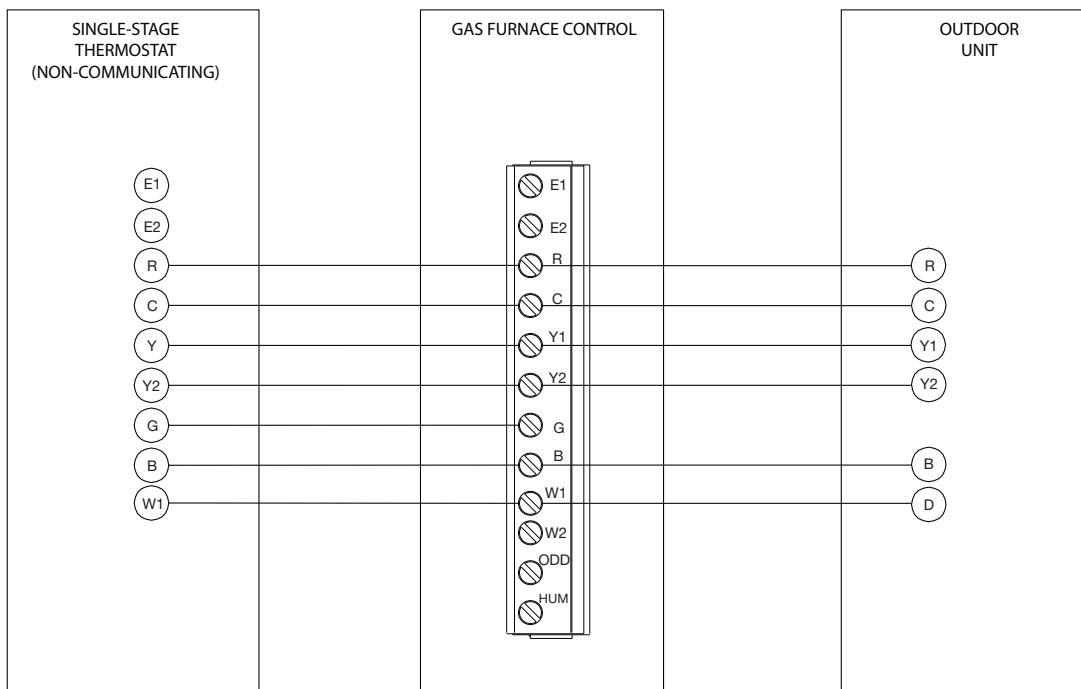 SINGLE-STAGE
THERMOSTAT
(NON-COMMUNICATING)
GAS FURNACE CONTROL
OUTDOOR
UNIT
E1
E2
R
C
Y
Y2
G
B
W1
E1
E2
R
C
Y1
Y2
G
B
W1
W2
ODD
HUM
R
C
Y1
Y2
B
D